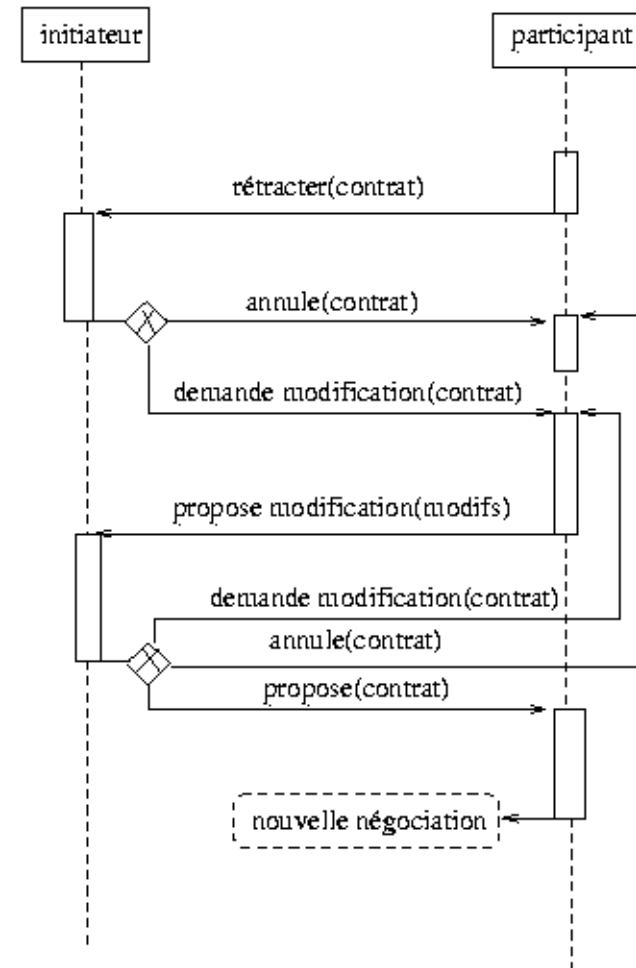 initiateur
participant
rétracter(contrat)
annule(contrat)
demande modification(contrat)
propose modification(modifs)
demande modification(contrat)
annule(contrat)
propose(contrat)
nouvelle négociation